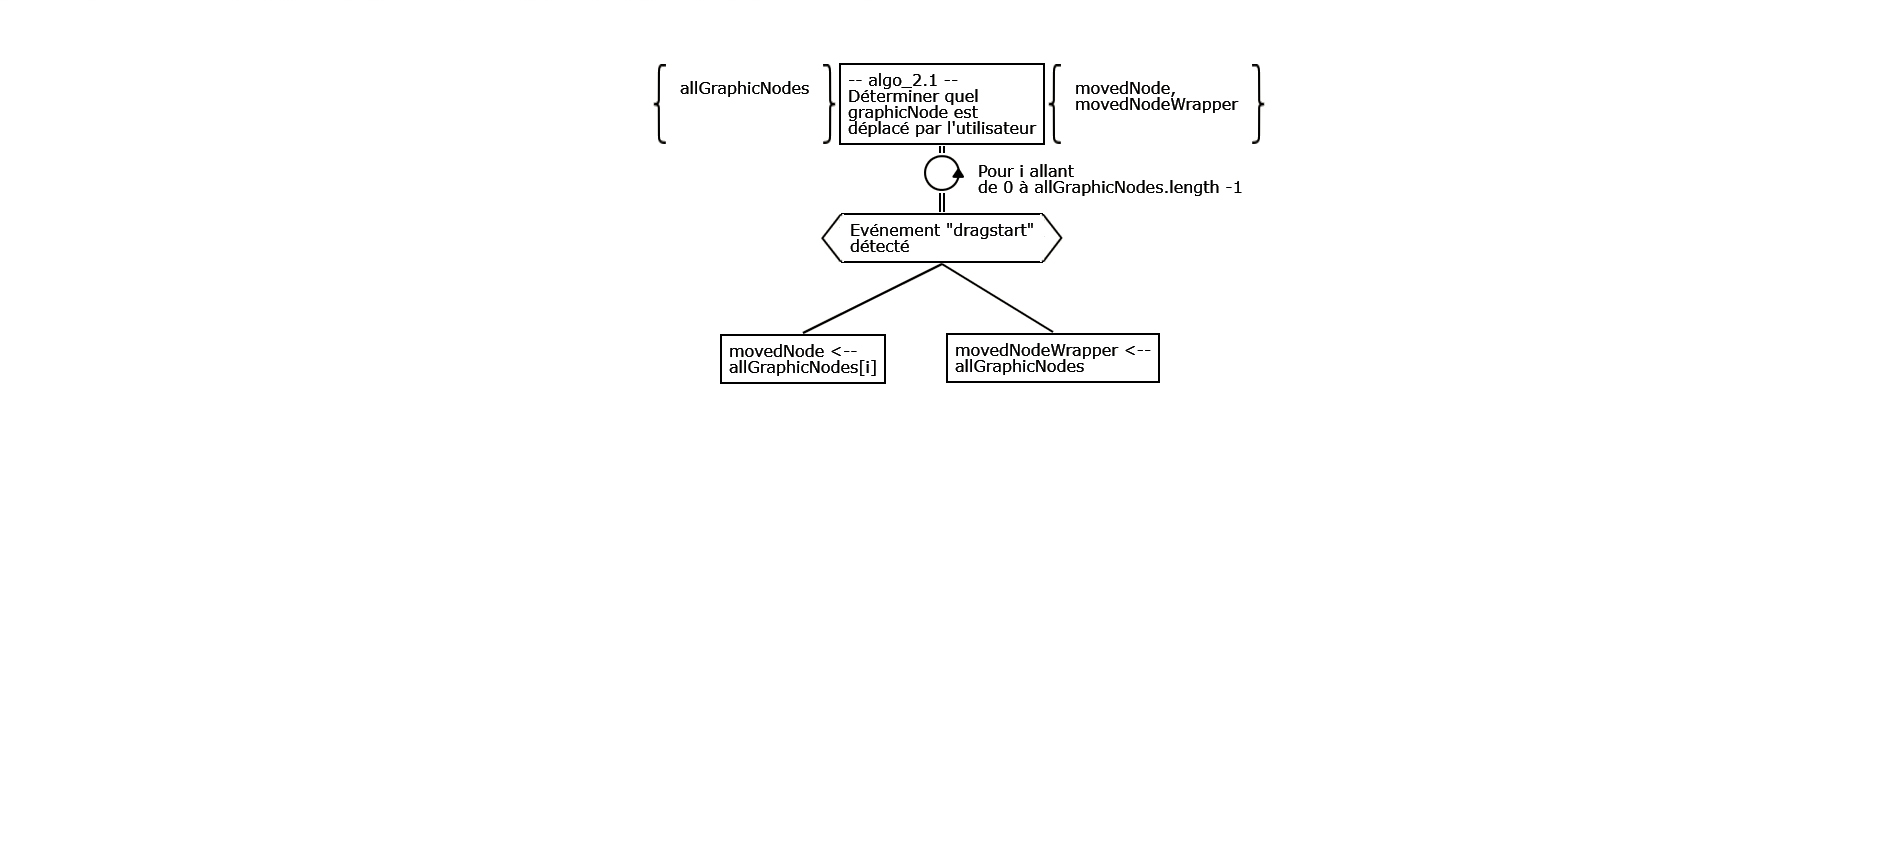 allGraphicNodes
-- algo_2.1 --
Déterminer quel
graphicNode est
déplacé par l'utilisateur
movedNode,
movedNodeWrapper
Pour i allant
de 0 à allGraphicNodes.length -1
Evénement "dragstart"
détecté
movedNode <--
allGraphicNodes[i]
movedNodeWrapper <--
allGraphicNodes